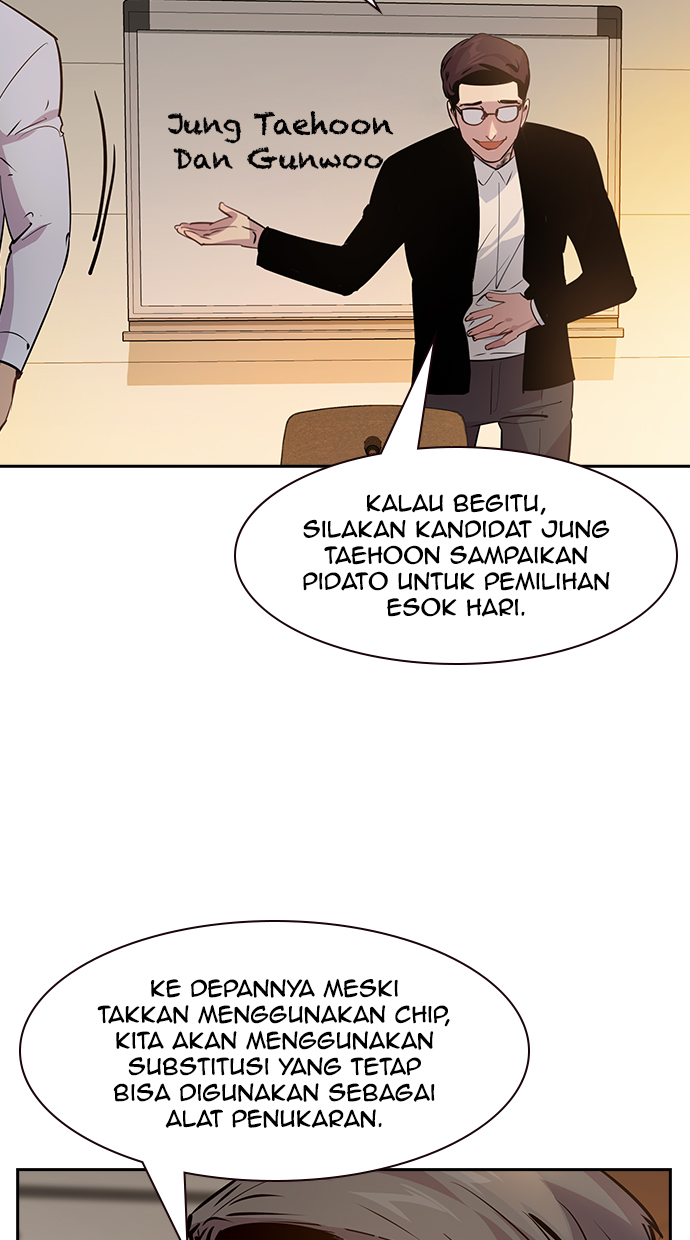 Jung Taehoon
Dan Gunwoo
KALAU BEGITU,
SILAKAN KANDIDAT JUNG
TAEHOON SAMPAIKAN
PIDATO UNTUK PEMILIHAN
ESOK HARI.
KE DEPANNYA MESKI
TAKKAN MENGGUNAKAN CHIP,
KITA AKAN MENGGUNAKAN
SUBSTITUSI YANG TETAP
BISA DIGUNAKAN SEBAGAI
ALAT PENUKARAN.